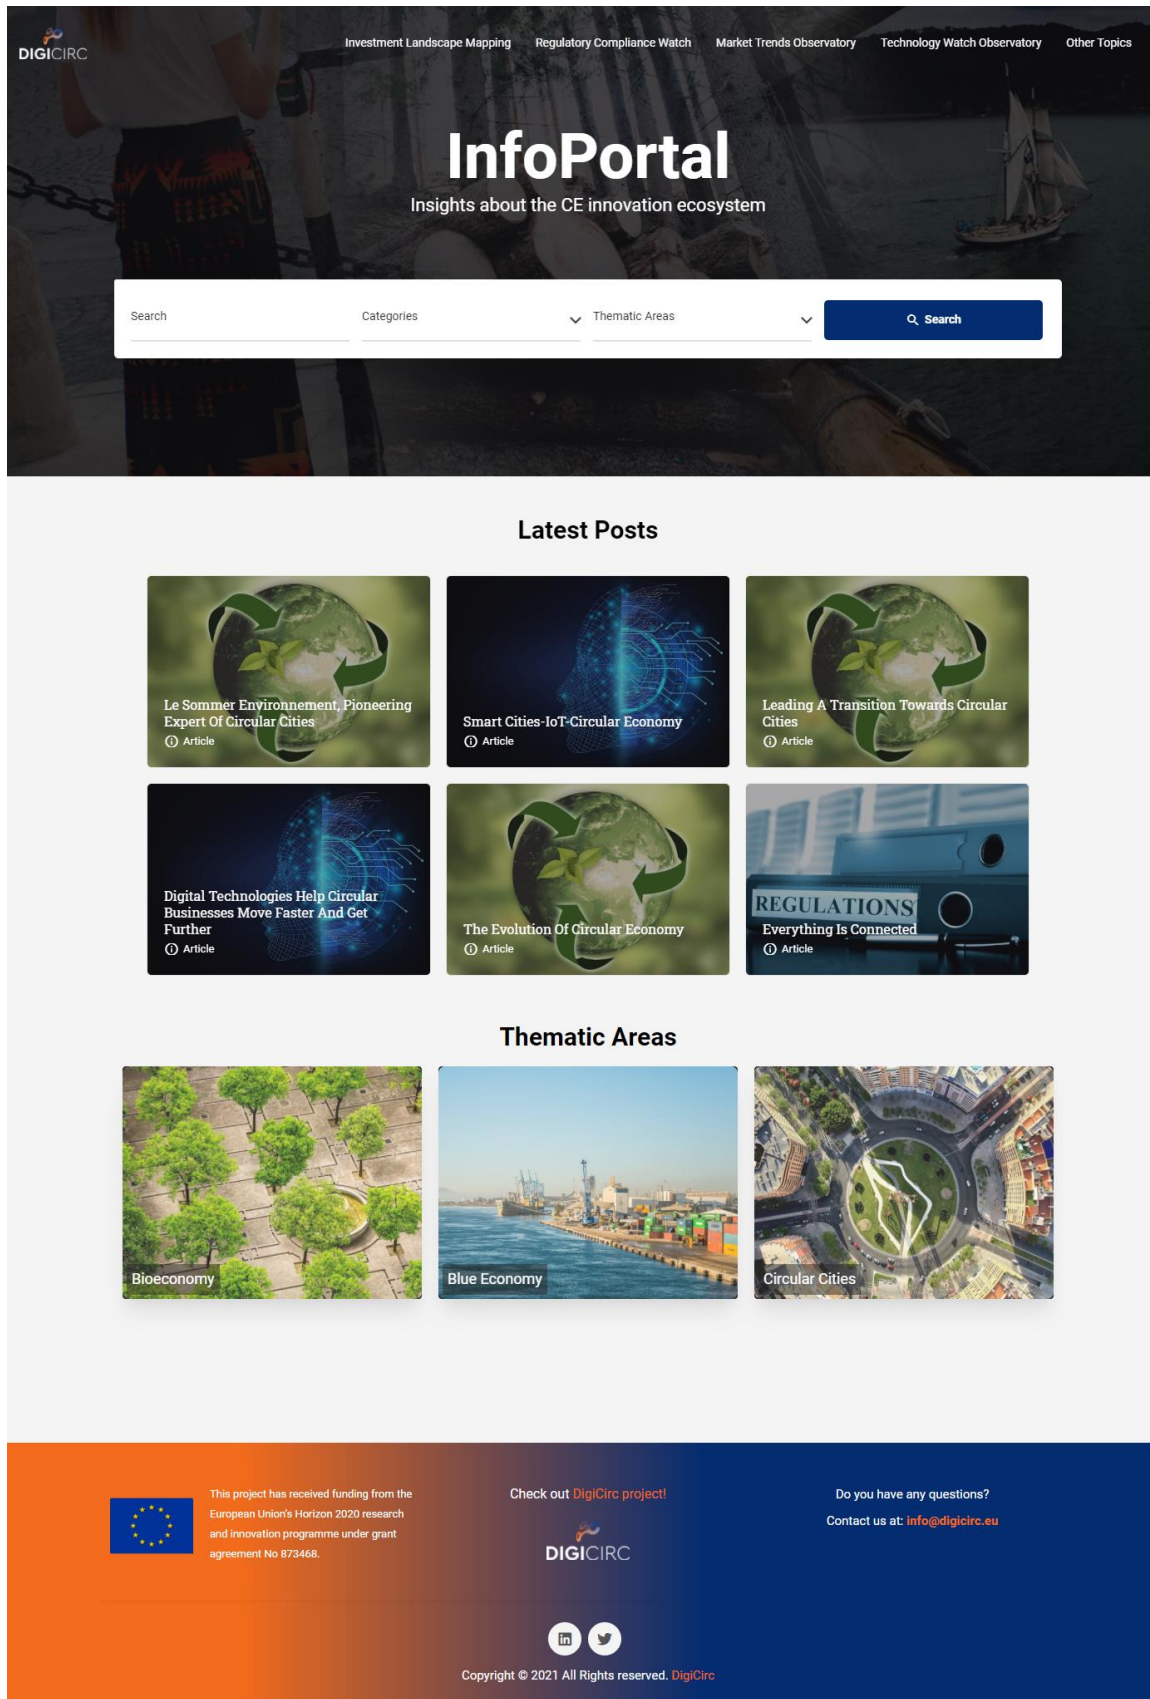 DIGICIRC
Investment Landscape Mapping
Regulatory Compliance Watch
Market Trends Observatory
Technology Watch Observatory
Other Topics
InfoPortal
Insights about the CE innovation ecosystem
Search
Categories
Thematic Areas
Search
Latest Posts
Le Sommer Environnement, Pioneering
Expert Of Circular Cities
Article
Smart Cities-IoT-Circular Economy
Article
Leading A Transition Towards Circular
Cities
Article
Digital Technologies Help Circular
Businesses Move Faster And Get
Further
Article
The Evolution Of Circular Economy
Article
REGULATIONS
Everything Is Connected
Article
Thematic Areas
Bioeconomy
Blue Economy
Circular Cities
This project has received funding from the
European Union's Horizon 2020 research
and innovation programme under grant
agreement No 873468.
Check out DigiCirc project!
DIGICIRC
Do you have any questions?
Contact us at: info@digicirc.eu
in
Copyright © 2021 All Rights reserved. DigiCirc